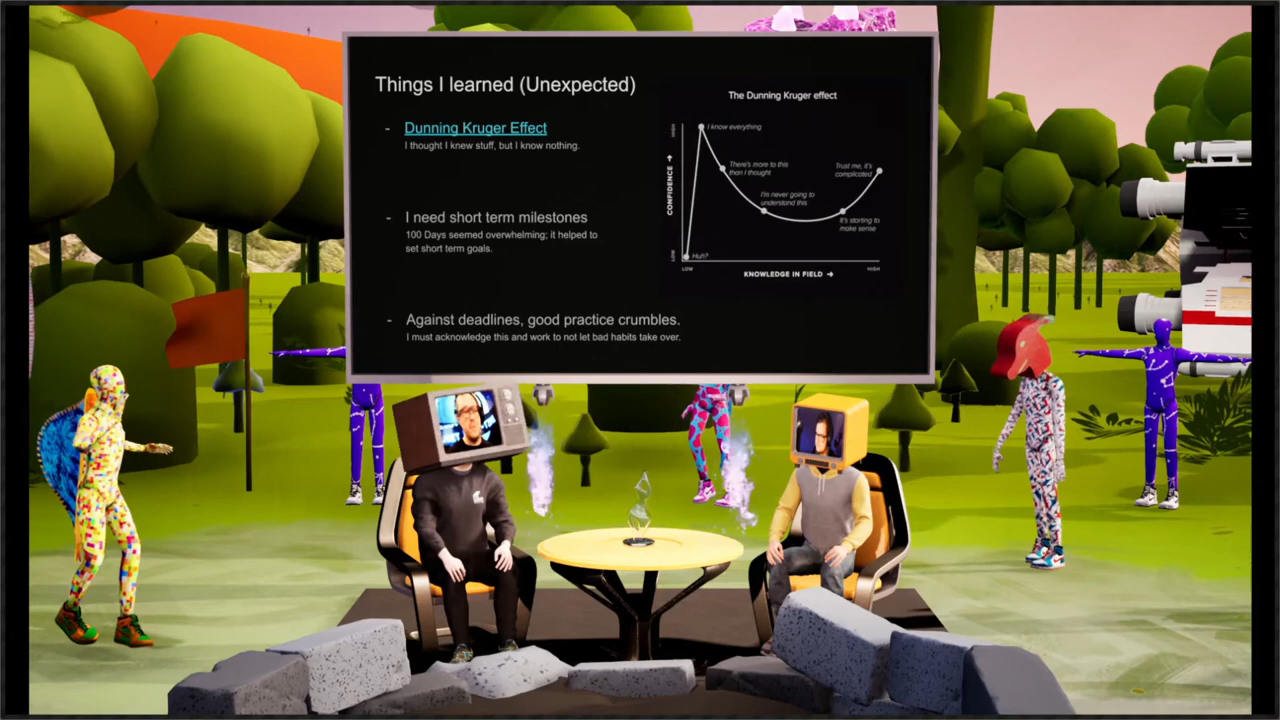 Things I learned (Unexpected)
- Dunning Kruger Effect
I thought I knew stuff, but I know nothing.
- I need short term milestones
100 Days seemed overwhelming; it helped to
set short term goals.
- Against deadlines, good practice crumbles.
I must acknowledge this and work to not let bad habits take over.
The Dunning Kruger effect
HIGH
CONFIDENCE →
LOW
I know everything
There's more to this
than I thought
I'm never going to
understand this
Trust me, it's
complicated
It's starting to
make sense
Huh?
LOW
KNOWLEDGE IN FIELD →
HIGH